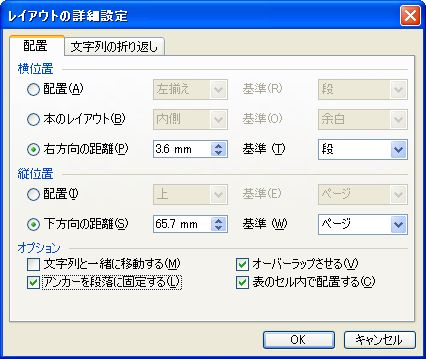 レイアウトの詳細設定
配置 文字列の折り返し
横位置
配置(A) 左揃え 基準(R) 段
本のレイアウト(B) 内側 基準(O) 余白
右方向の距離(P) 3.6 mm 基準 (T) 段
縦位置
配置(I) 上 基準(E) ページ
下方向の距離(S) 65.7 mm 基準 (W) ページ
オプション
文字列と一緒に移動する(M) オーバーラップさせる(V)
アンカーを段落に固定する(L) 表のセル内で配置する(C)
OK キャンセル